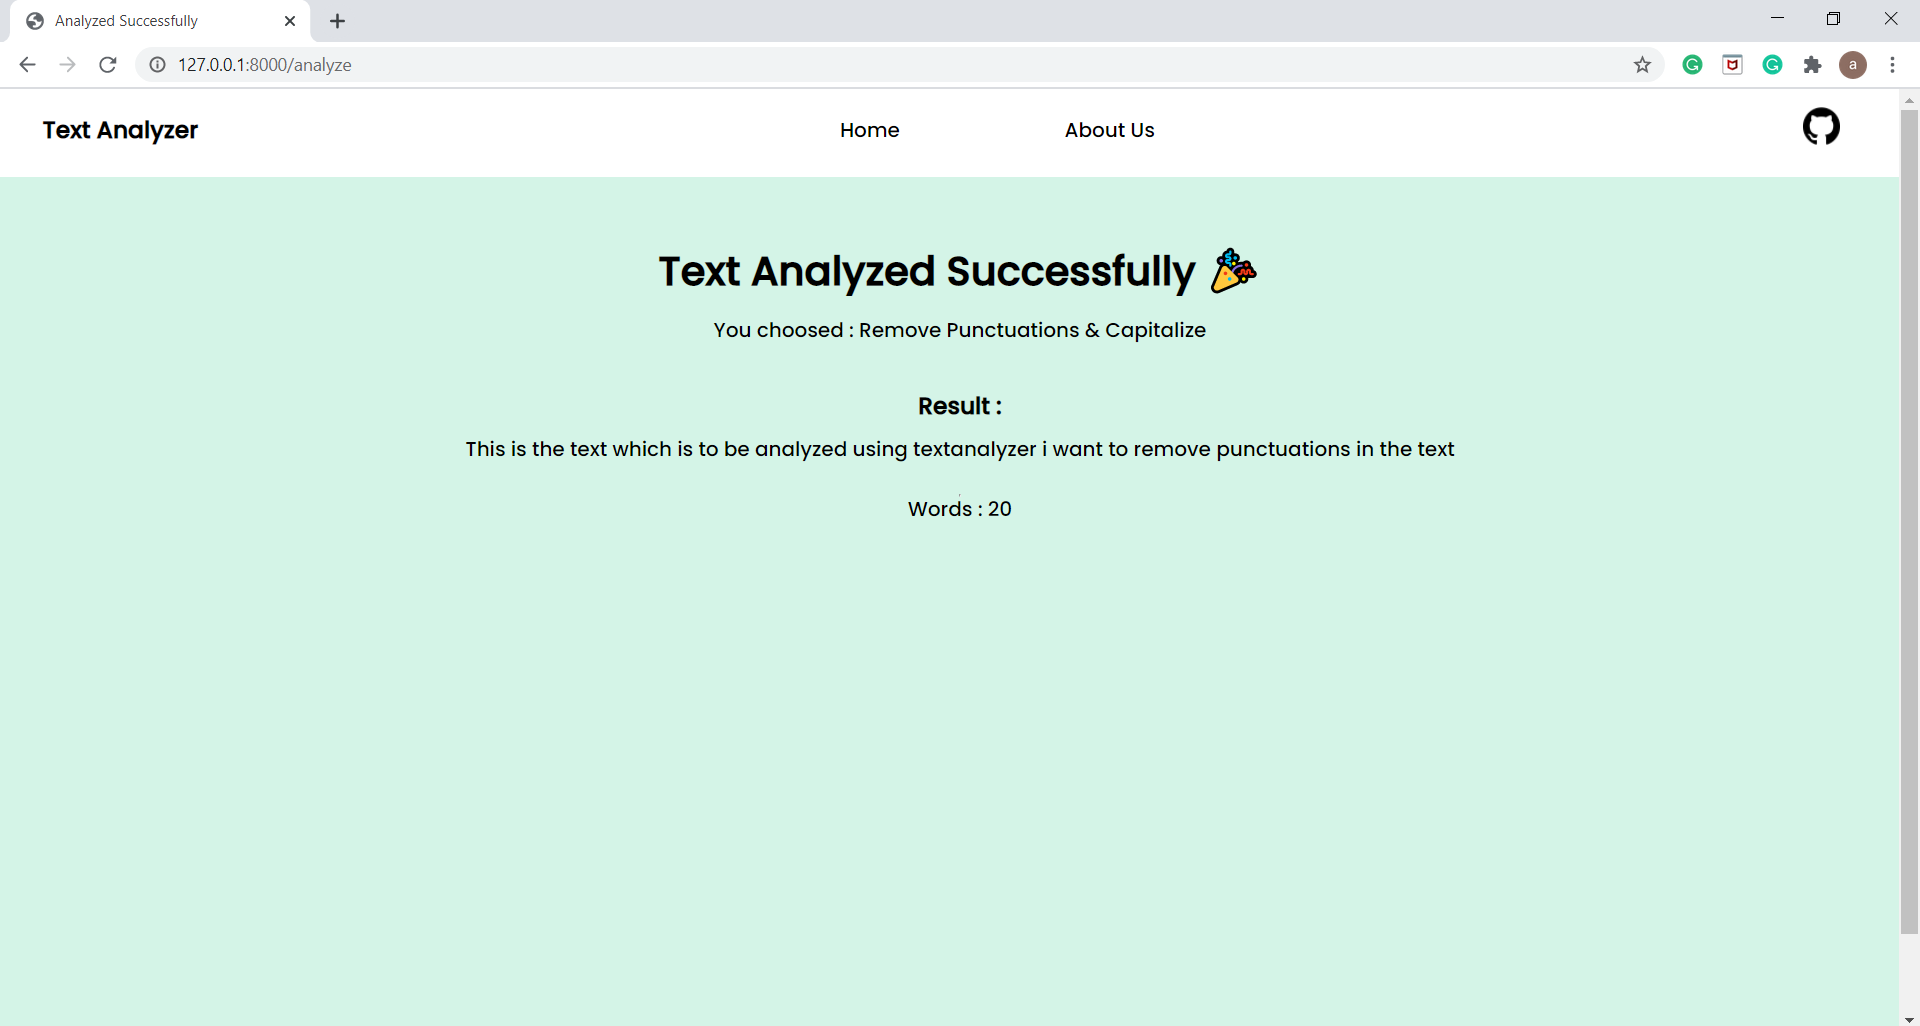 Analyzed Successfully
127.0.0.1:8000/analyze
a
Text Analyzer
Home
About Us
Text Analyzed Successfully
You choosed : Remove Punctuations & Capitalize
Result :
This is the text which is to be analyzed using textanalyzer i want to remove punctuations in the text
Words : 20